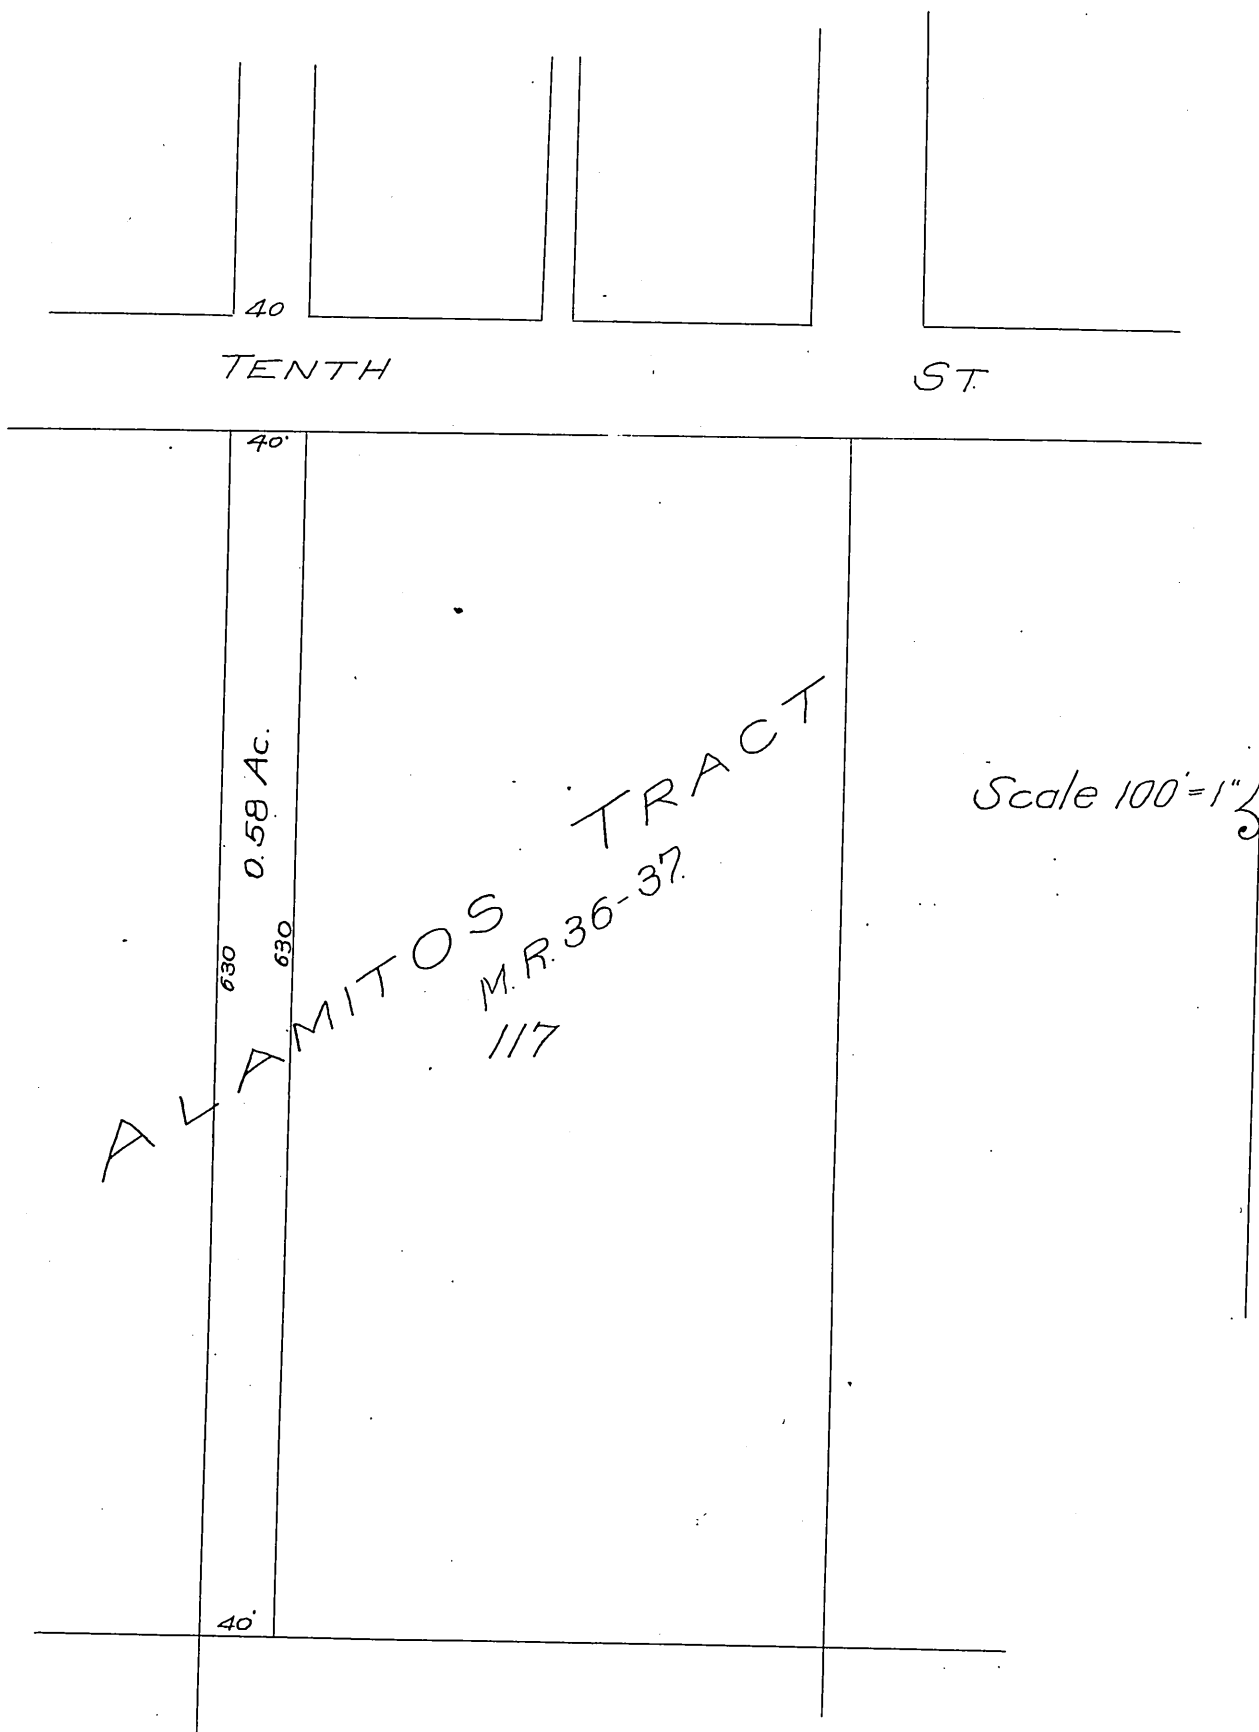 40
TENTH ST.
40'
0.58 Ac.
630
630
ALAMITOS TRACT
M.R. 36-37.
117
Scale 100'=1"
40'